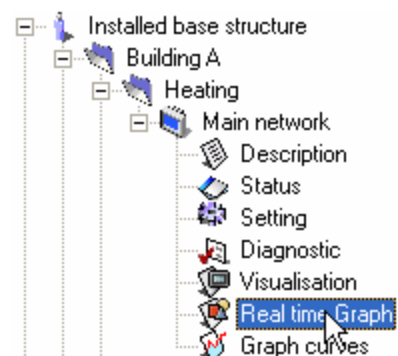 Installed base structure
Building A
Heating
Main network
Description
Status
Setting
Diagnostic
Visualisation
Real time Graph
Graph curves